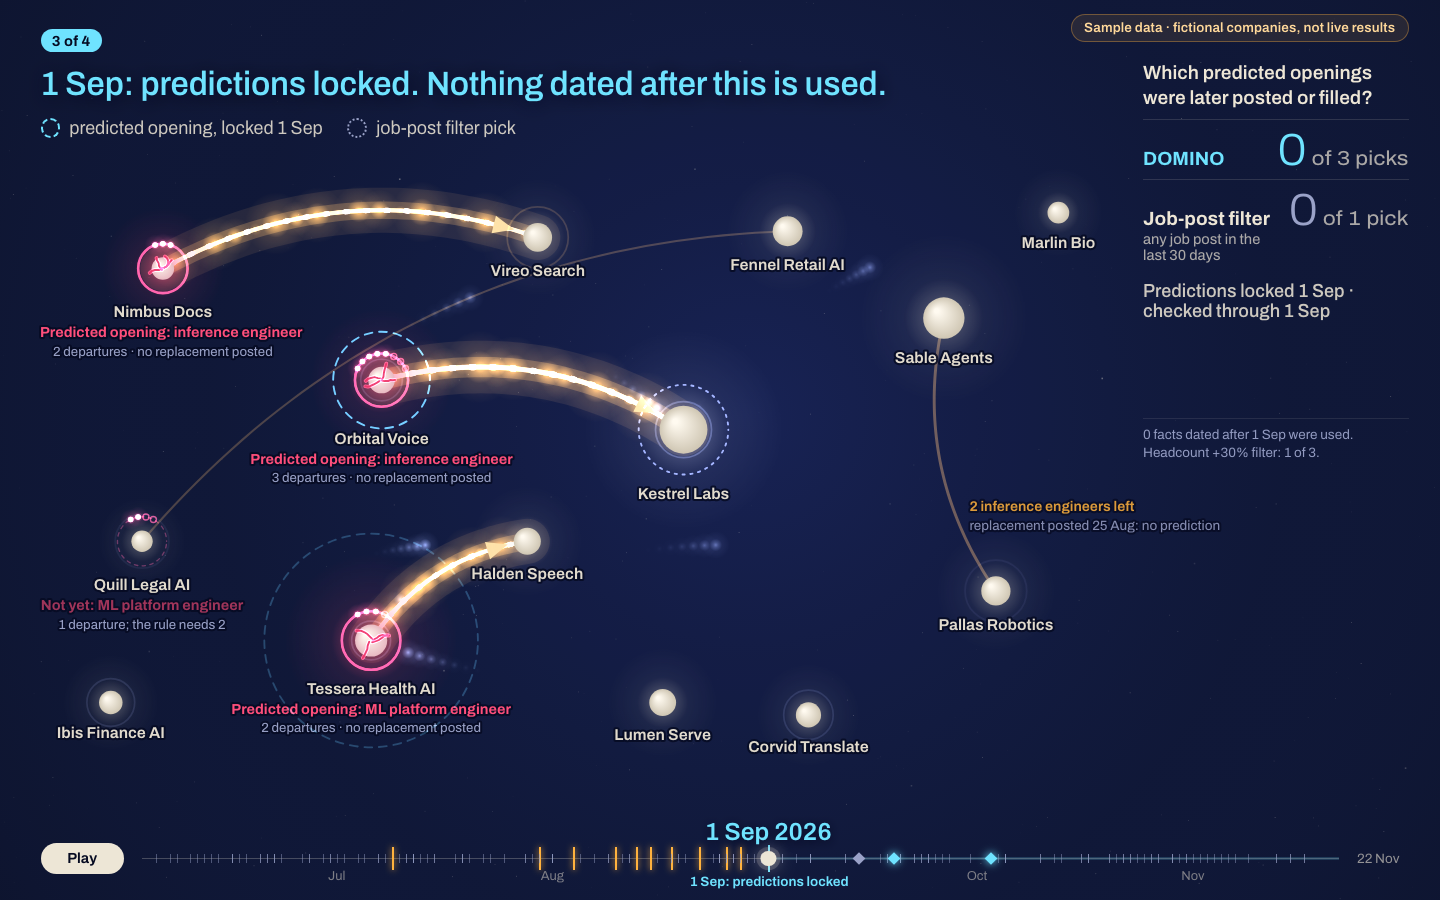 3 of 4
Sample data · fictional companies, not live results
1 Sep: predictions locked. Nothing dated after this is used.
predicted opening, locked 1 Sep
job-post filter pick
Which predicted openings
were later posted or filled?
DOMINO
0 of 3 picks
Job-post filter
0 of 1 pick
any job post in the
last 30 days
Predictions locked 1 Sep ·
checked through 1 Sep
0 facts dated after 1 Sep were used.
Headcount +30% filter: 1 of 3.
Marlin Bio
Fennel Retail AI
Vireo Search
Nimbus Docs
Predicted opening: inference engineer
2 departures · no replacement posted
Sable Agents
Orbital Voice
Predicted opening: inference engineer
3 departures · no replacement posted
Kestrel Labs
2 inference engineers left
replacement posted 25 Aug: no prediction
Halden Speech
Quill Legal AI
Not yet: ML platform engineer
1 departure; the rule needs 2
Pallas Robotics
Tessera Health AI
Predicted opening: ML platform engineer
2 departures · no replacement posted
Ibis Finance AI
Lumen Serve
Corvid Translate
1 Sep 2026
Play
22 Nov
Jul
Aug
1 Sep: predictions locked
Oct
Nov